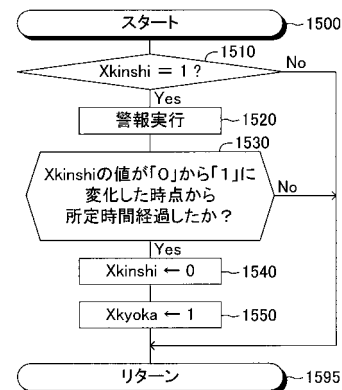 スタート
1500
1510
Xkinshi = 1 ?
No
Yes
警報実行
1520
1530
Xkinshiの値が「0」から「1」に
変化した時点から
所定時間経過したか？
No
Yes
Xkinshi ← 0
1540
Xkyoka ← 1
1550
リターン
1595